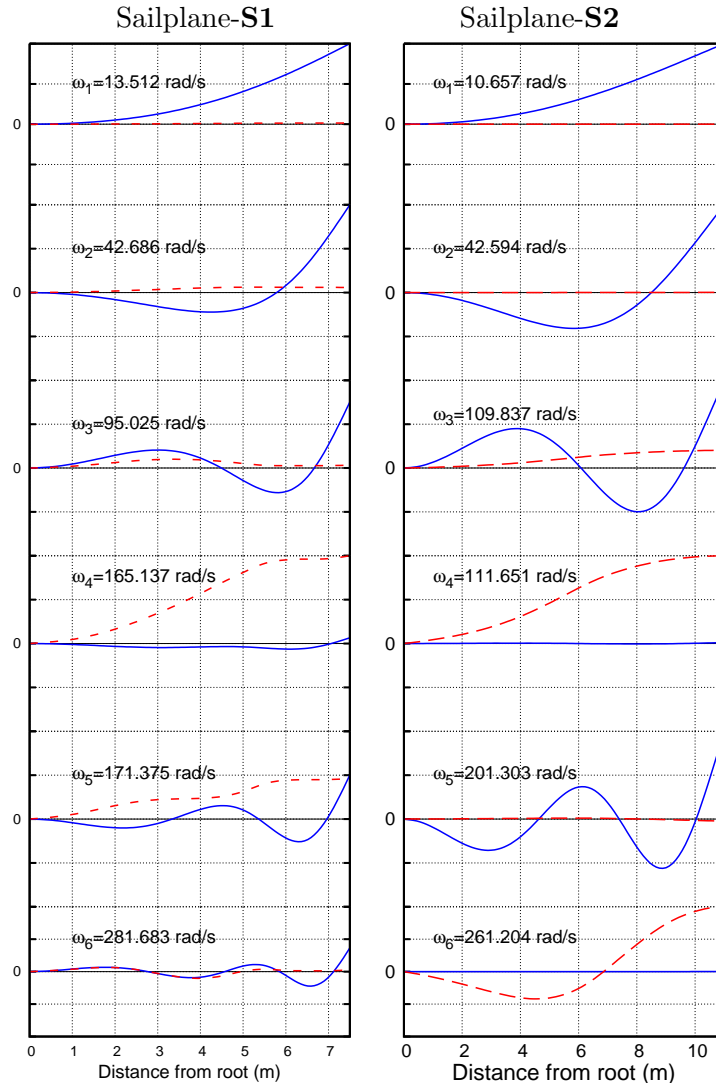 Sailplane-S1
ω1=13.512 rad/s
0
ω2=42.686 rad/s
0
ω3=95.025 rad/s
0
ω4=165.137 rad/s
0
ω5=171.375 rad/s
0
ω6=281.683 rad/s
0
0 1 2 3 4 5 6 7
Distance from root (m)
Sailplane-S2
ω1=10.657 rad/s
0
ω2=42.594 rad/s
0
ω3=109.837 rad/s
0
ω4=111.651 rad/s
0
ω5=201.303 rad/s
0
ω6=261.204 rad/s
0
0 2 4 6 8 10
Distance from root (m)